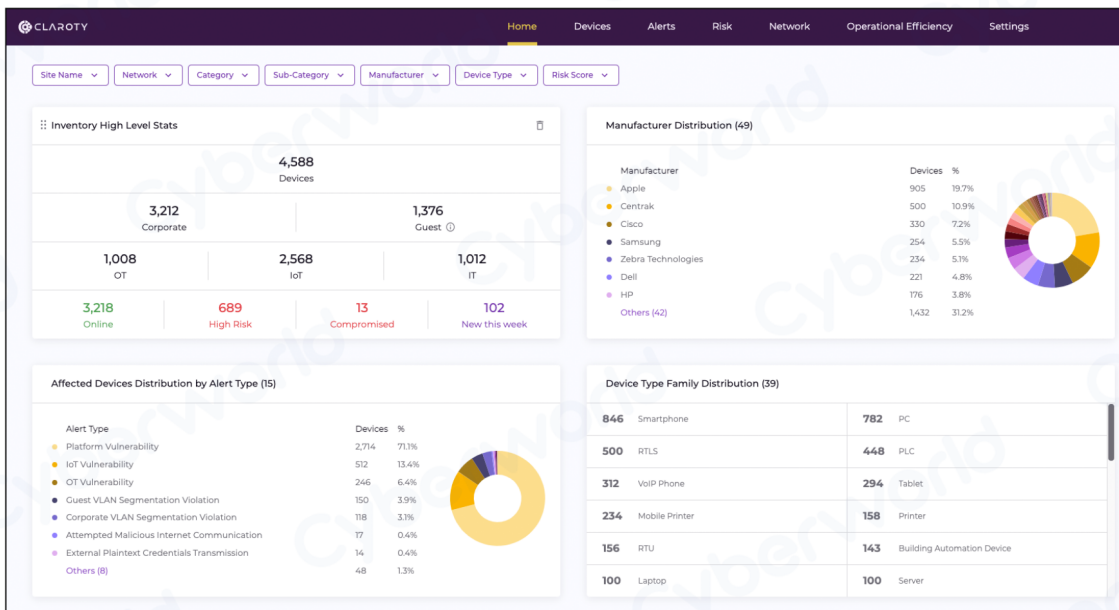 CLAROTY
Home Devices Alerts Risk Network Operational Efficiency Settings
Site Name Network Category Sub-Category Manufacturer Device Type Risk Score
Inventory High Level Stats
4,588
Devices
3,212 1,376
Corporate Guest
1,008 2,568 1,012
OT IoT IT
3,218 689 13 102
Online High Risk Compromised New this week
Manufacturer Distribution (49)
Manufacturer Devices %
Apple 905 19.7%
Centrak 500 10.9%
Cisco 330 7.2%
Samsung 254 5.5%
Zebra Technologies 234 5.1%
Dell 221 4.8%
HP 176 3.8%
Others (42) 1,432 31.2%
Affected Devices Distribution by Alert Type (15)
Alert Type Devices %
Platform Vulnerability 2,714 71.1%
IoT Vulnerability 512 13.4%
OT Vulnerability 246 6.4%
Guest VLAN Segmentation Violation 150 3.9%
Corporate VLAN Segmentation Violation 118 3.1%
Attempted Malicious Internet Communication 17 0.4%
External Plaintext Credentials Transmission 14 0.4%
Others (8) 48 1.3%
Device Type Family Distribution (39)
846 Smartphone 782 PC
500 RTLS 448 PLC
312 VoIP Phone 294 Tablet
234 Mobile Printer 158 Printer
156 RTU 143 Building Automation Device
100 Laptop 100 Server
Cyberworld